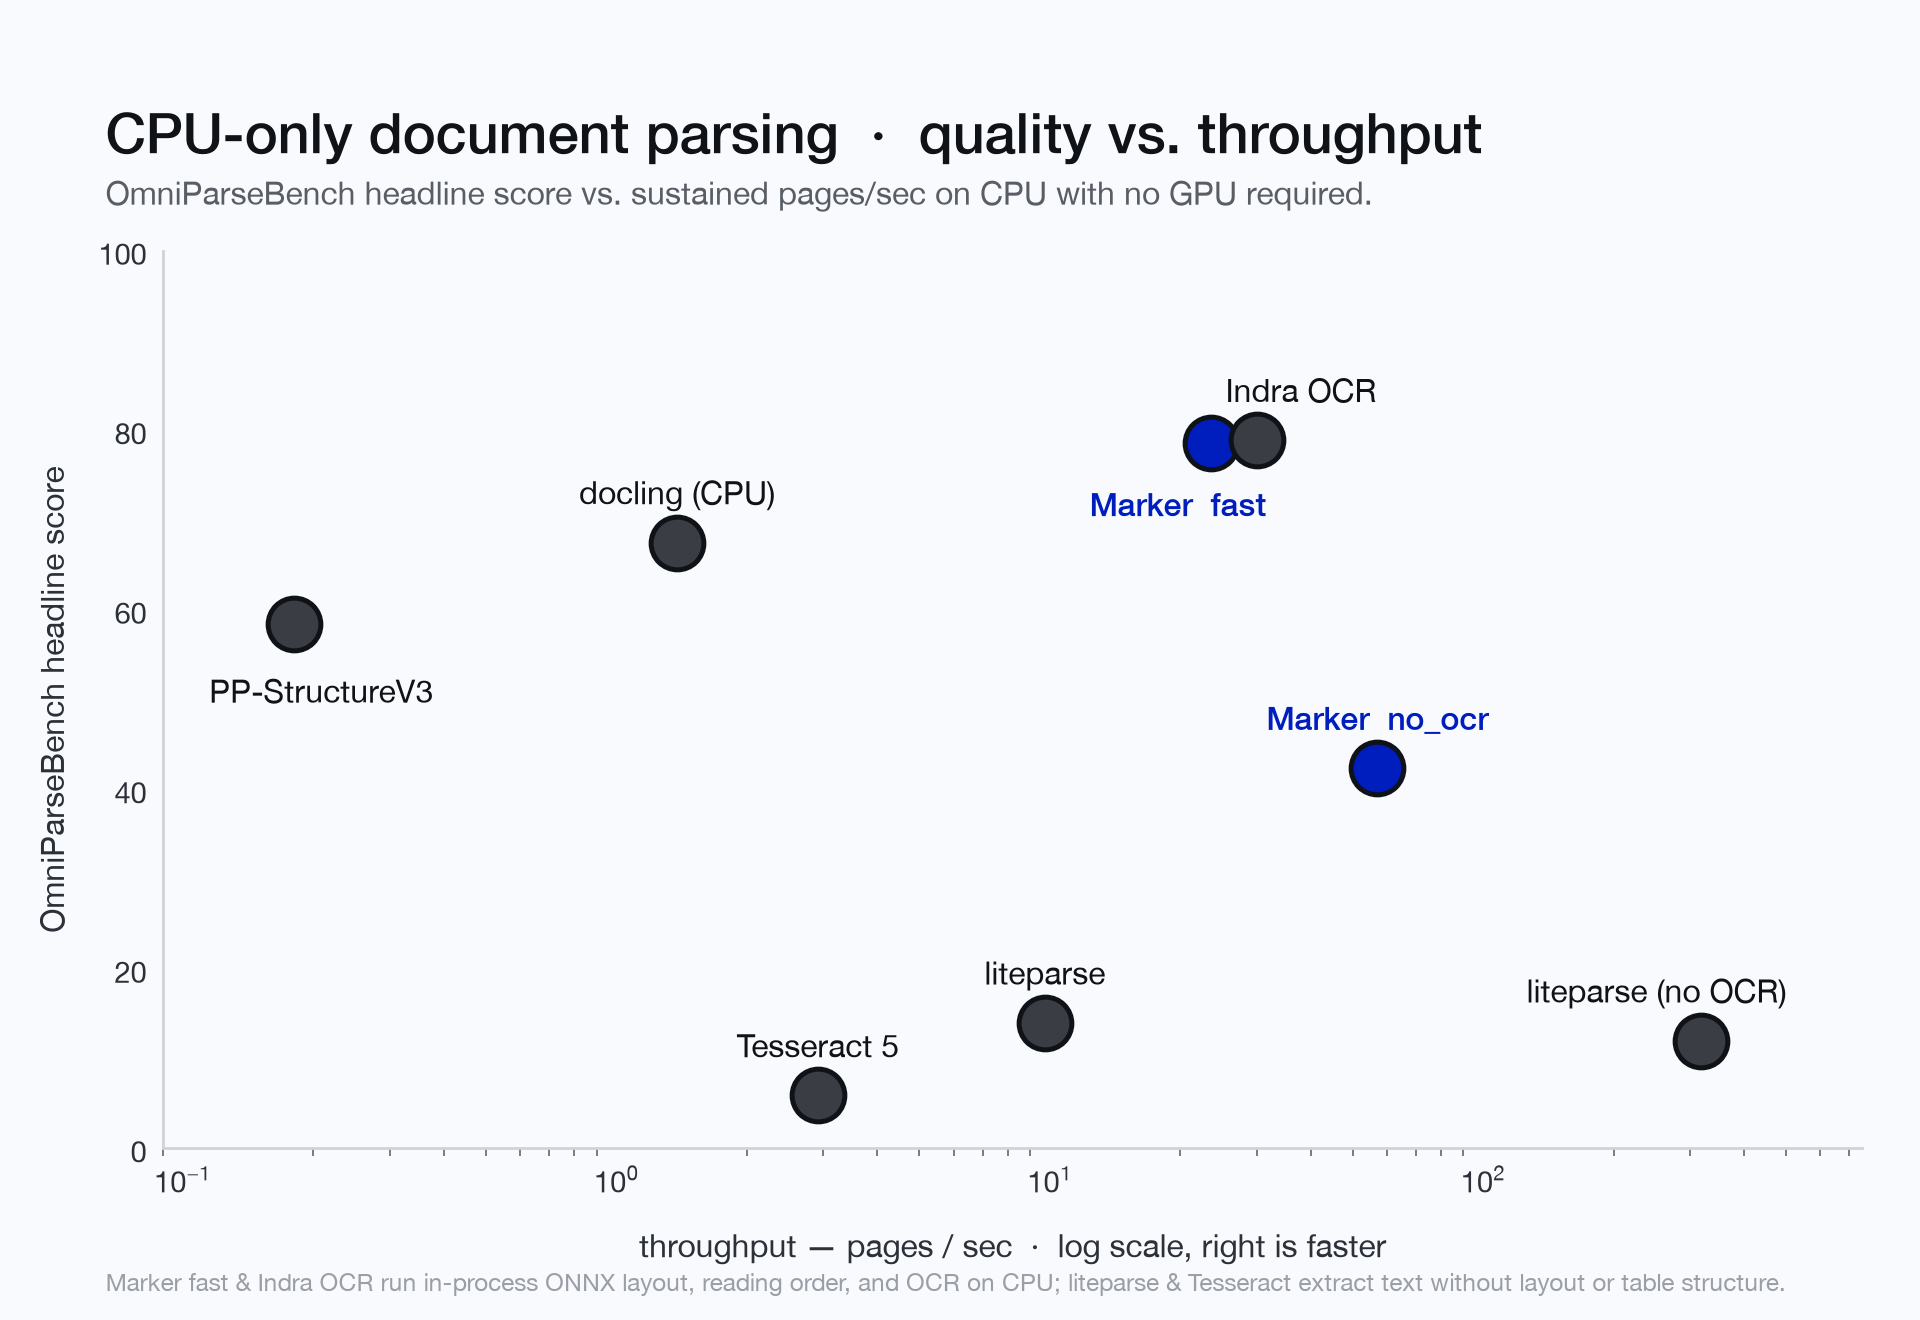 CPU-only document parsing · quality vs. throughput
OmniParseBench headline score vs. sustained pages/sec on CPU with no GPU required.
OmniParseBench headline score
100
80
60
40
20
0
Indra OCR
Marker fast
docling (CPU)
PP-StructureV3
Marker no_ocr
liteparse
liteparse (no OCR)
Tesseract 5
10⁻¹
10⁰
10¹
10²
throughput — pages / sec · log scale, right is faster
Marker fast & Indra OCR run in-process ONNX layout, reading order, and OCR on CPU; liteparse & Tesseract extract text without layout or table structure.